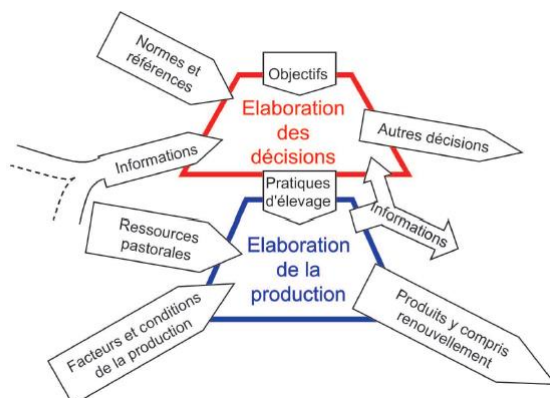 Normes et
références
Objectifs
Elaboration
des
décisions
Autres décisions
Informations
Pratiques
d'élevage
Informations
Ressources
pastorales
Elaboration
de la
production
Facteurs et conditions
de la production
Produits y compris
renouvellement